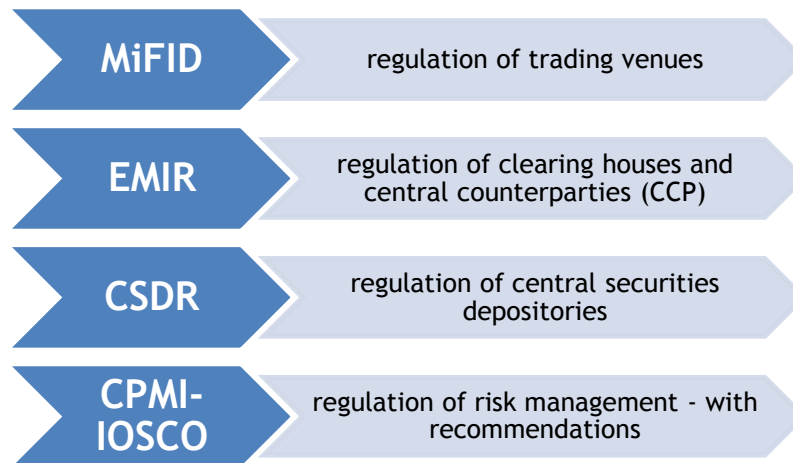 MiFID
regulation of trading venues
EMIR
regulation of clearing houses and
central counterparties (CCP)
CSDR
regulation of central securities
depositories
CPMI-
IOSCO
regulation of risk management - with
recommendations